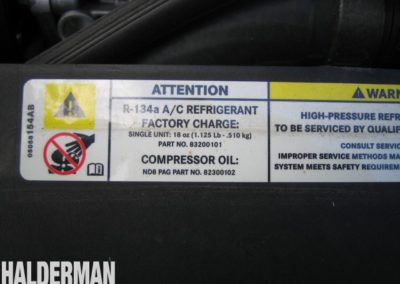 ATTENTION
R-134a A/C REFRIGERANT
FACTORY CHARGE:
SINGLE UNIT: 18 oz (1.125 Lb - .510 kg)
PART NO. 83200101
COMPRESSOR OIL:
ND8 PAG PART NO. 82300102
WARN
HIGH-PRESSURE REFR
TO BE SERVICED BY QUALIF
CONSULT SERVIC
IMPROPER SERVICE METHODS MA
SYSTEM MEETS SAFETY REQUIREM
HALDERMAN